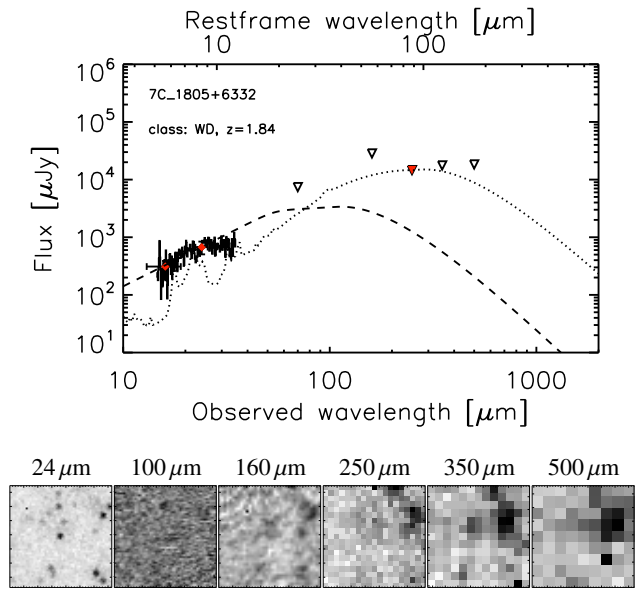 Restframe wavelength [μm]
10 100
10⁶
10⁵
10⁴
10³
10²
10¹
Flux [μJy]
7C_1805+6332
class: WD, z=1.84
10 100 1000
Observed wavelength [μm]
24 μm 100 μm 160 μm 250 μm 350 μm 500 μm